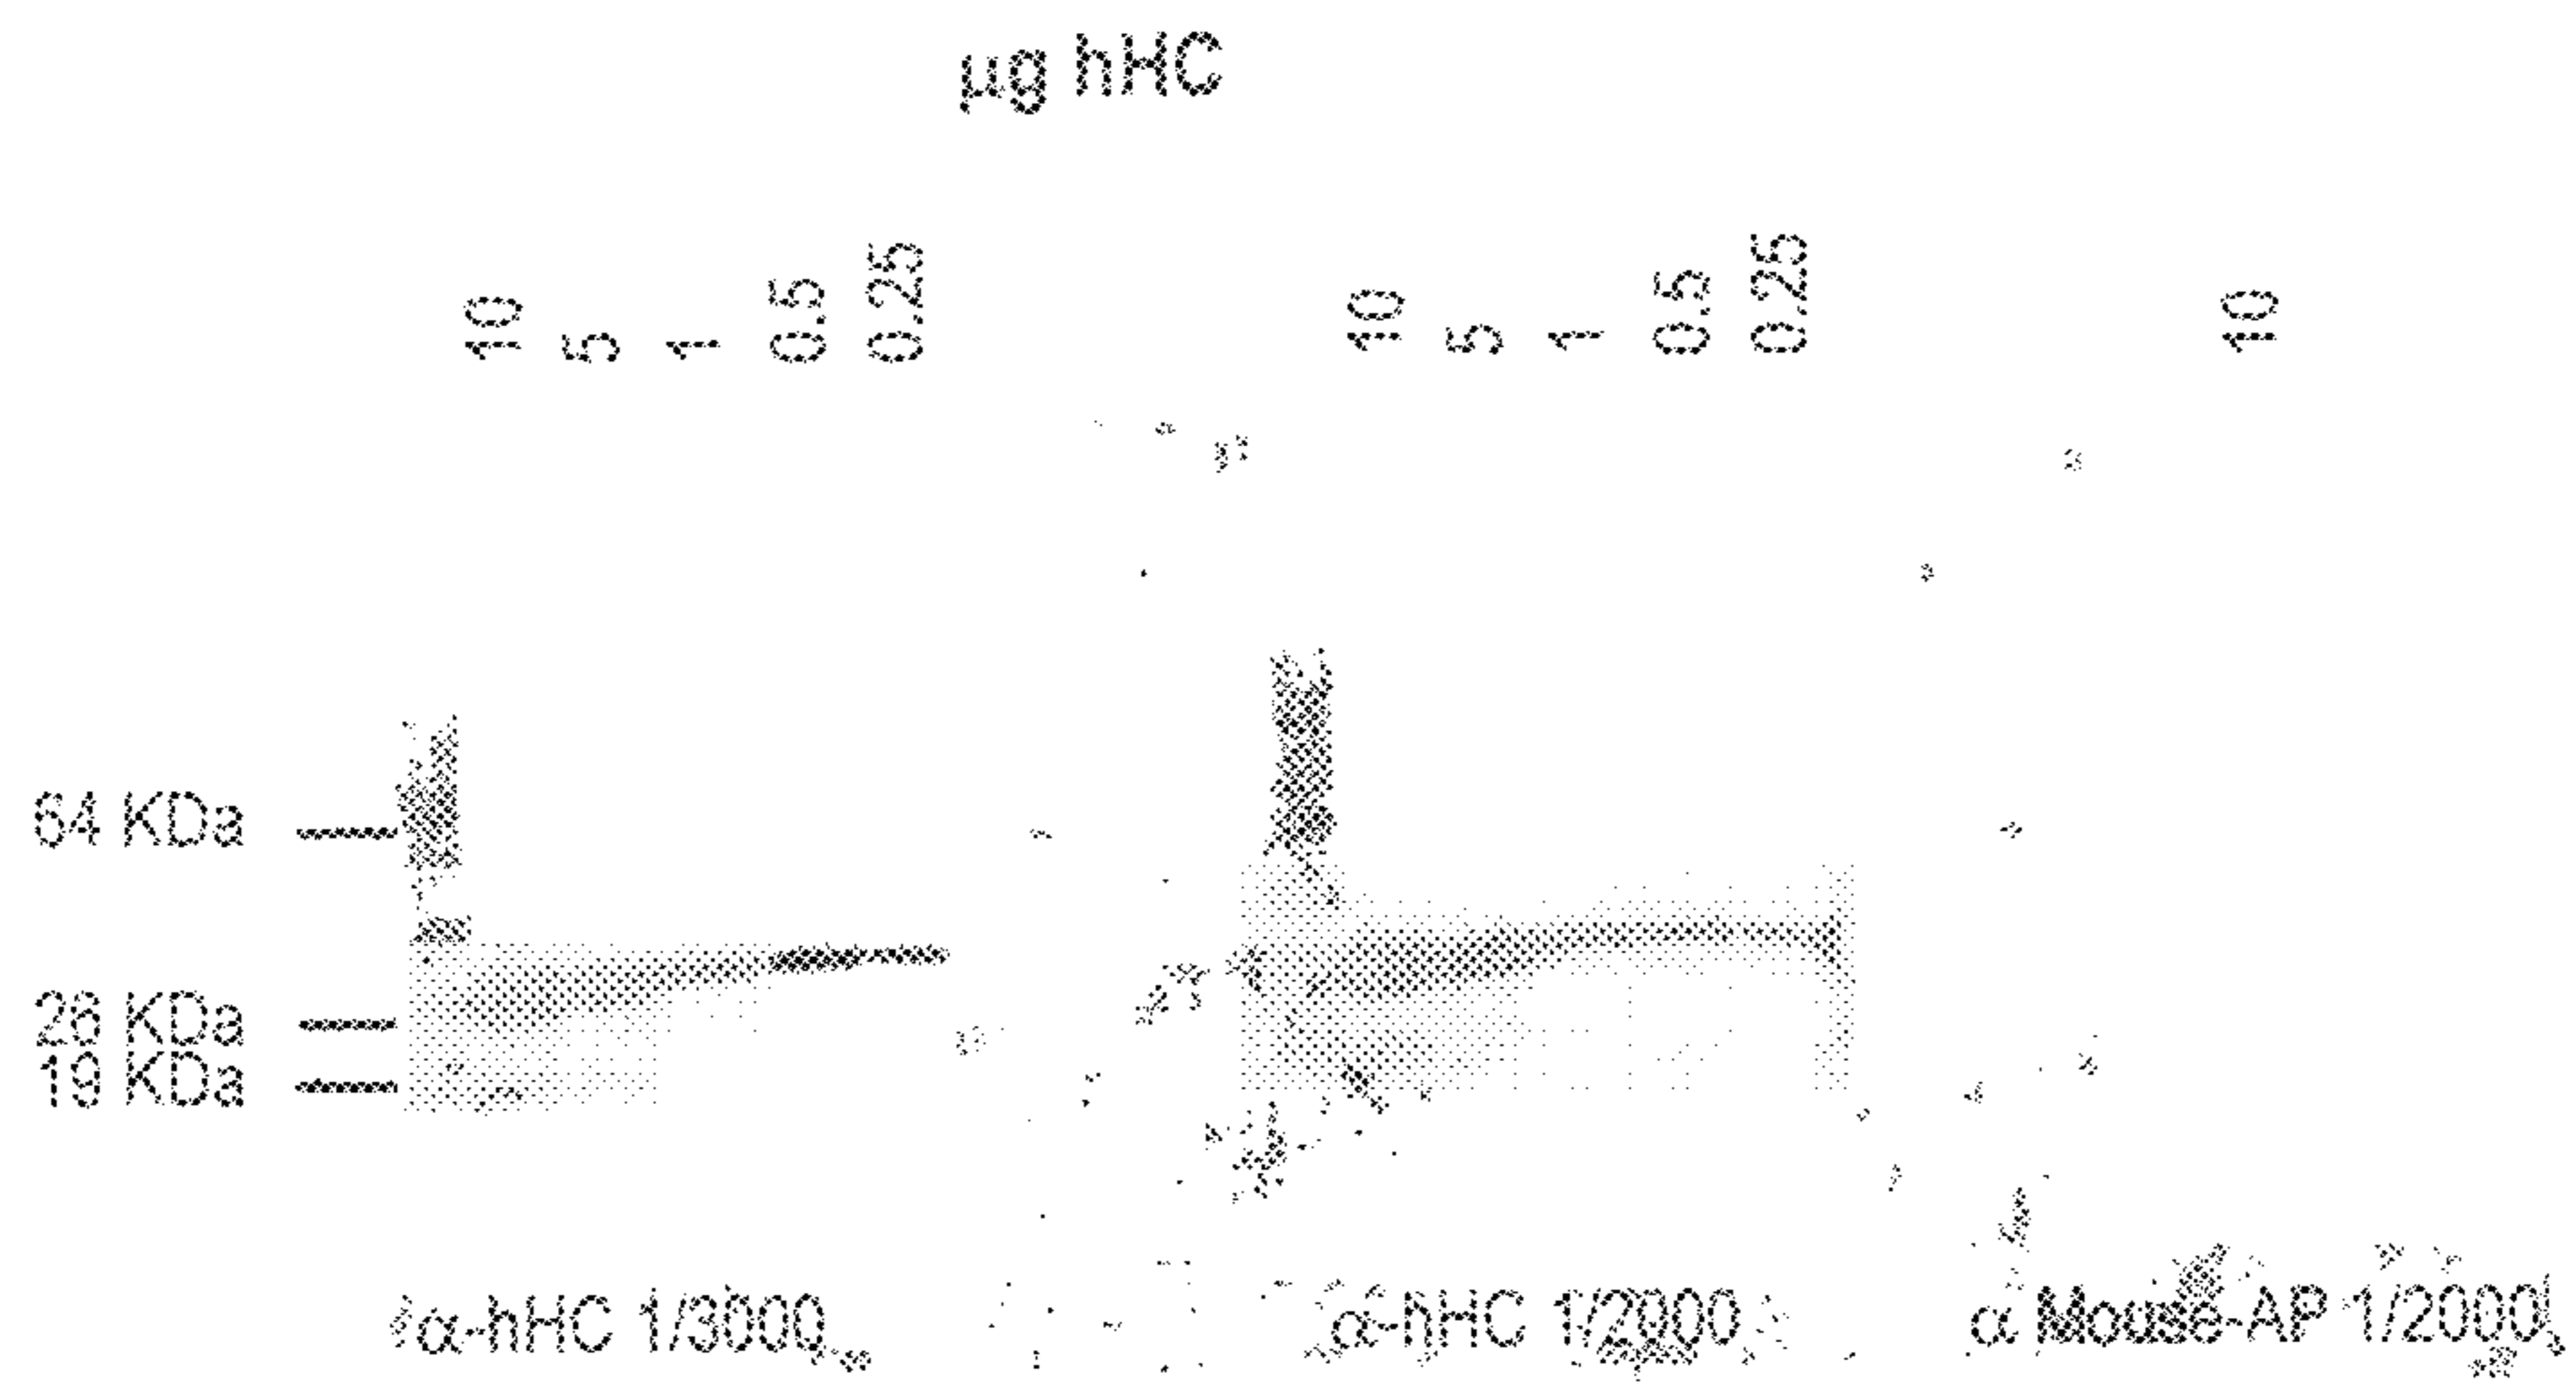 µg hHC
10 5 1 0.5 0.25 10 5 1 0.5 0.25 10
64 KDa
26 KDa
19 KDa
α-hHC 1/3000 α-hHC 1/2000 α Mouse-AP 1/2000